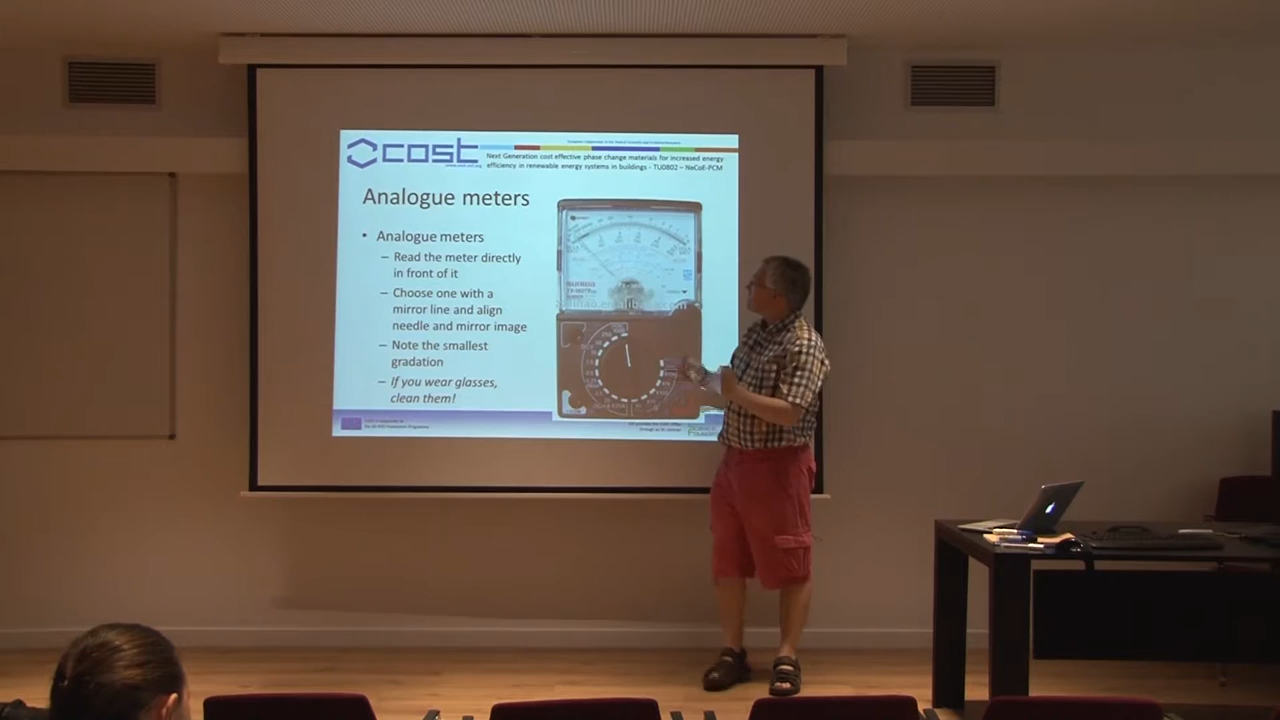 cost
Next Generation cost effective phase change materials for increased energy
efficiency in renewable energy systems in buildings - TU0802 – NeCoE-PCM
Analogue meters
• Analogue meters
– Read the meter directly
in front of it
– Choose one with a
mirror line and align
needle and mirror image
– Note the smallest
gradation
– If you wear glasses,
clean them!